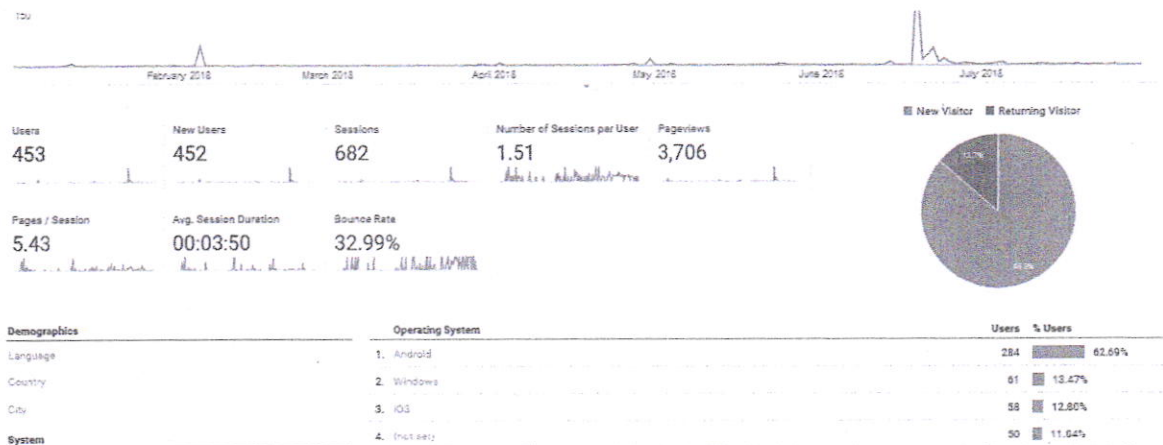 150
February 2018 March 2018 April 2018 May 2018 June 2018 July 2018
New Visitor Returning Visitor
Users New Users Sessions Number of Sessions per User Pageviews
453 452 682 1.51 3,706
Pages / Session Avg. Session Duration Bounce Rate
5.43 00:03:50 32.99%
Demographics Operating System Users % Users
Language 1. Android 284 62.69%
Country 2. Windows 61 13.47%
City 3. iOS 58 12.80%
System 4. (not set) 50 11.04%